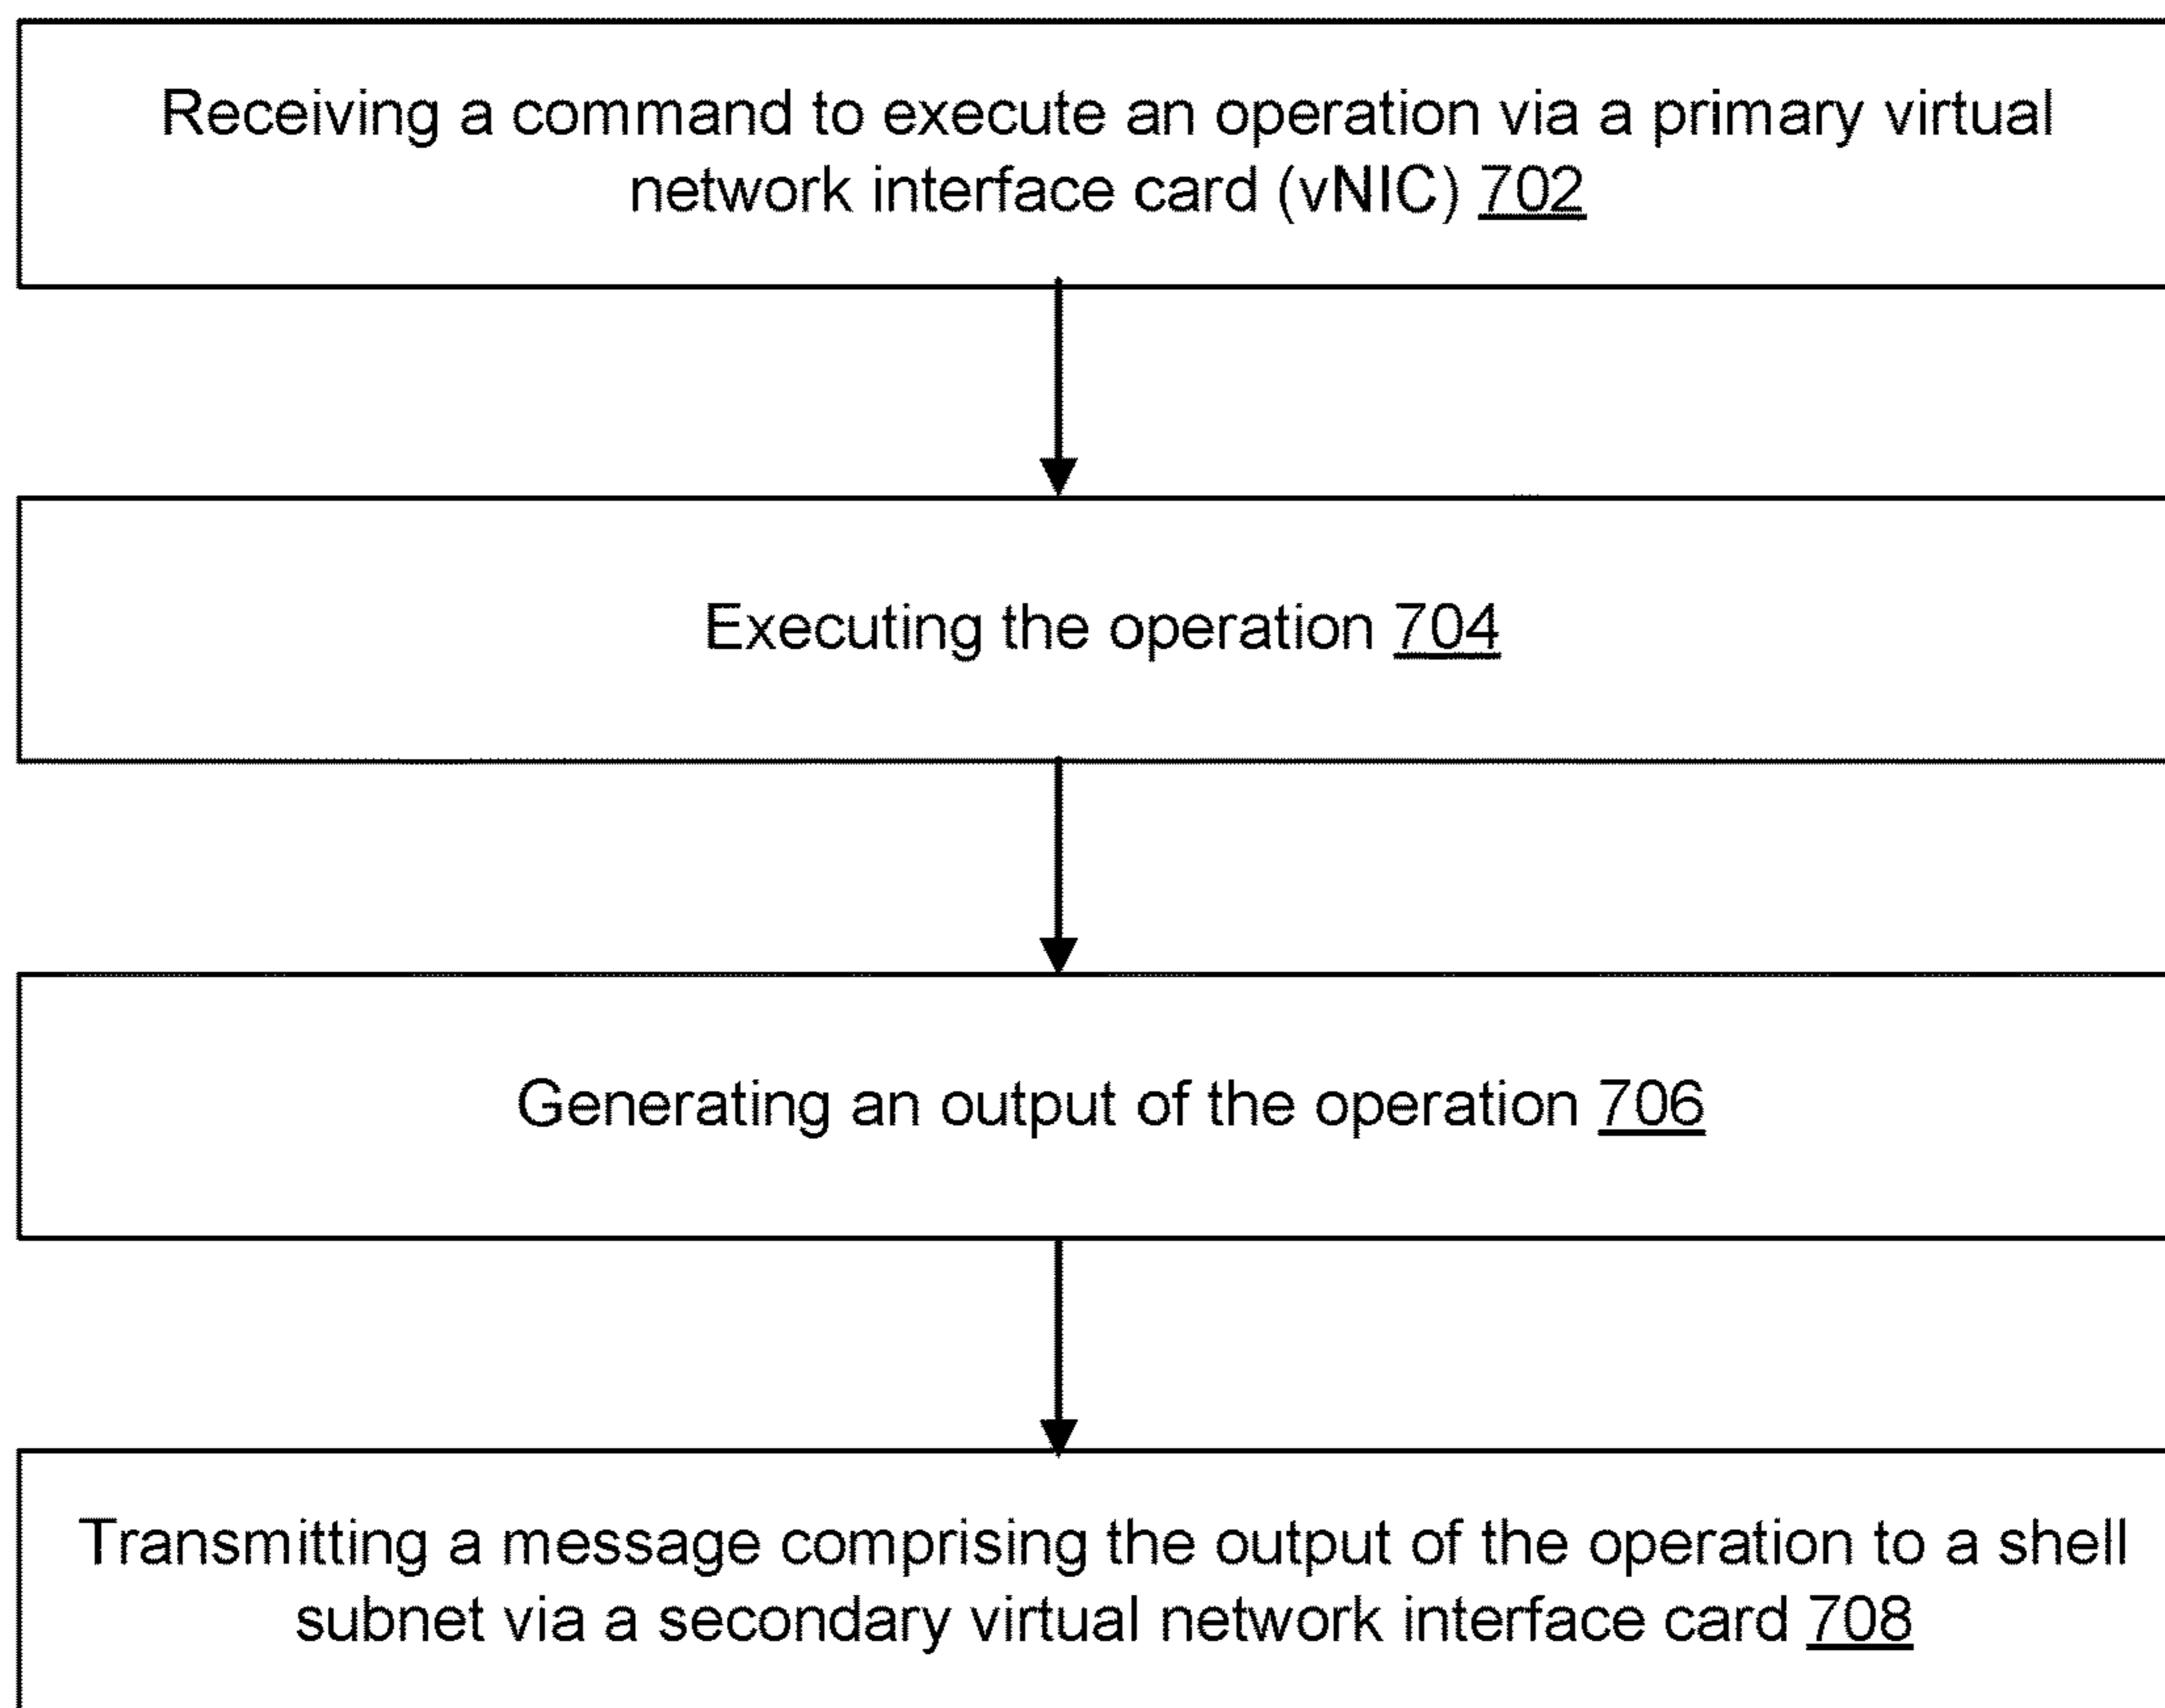 Receiving a command to execute an operation via a primary virtual
network interface card (vNIC) 702
Executing the operation 704
Generating an output of the operation 706
Transmitting a message comprising the output of the operation to a shell
subnet via a secondary virtual network interface card 708